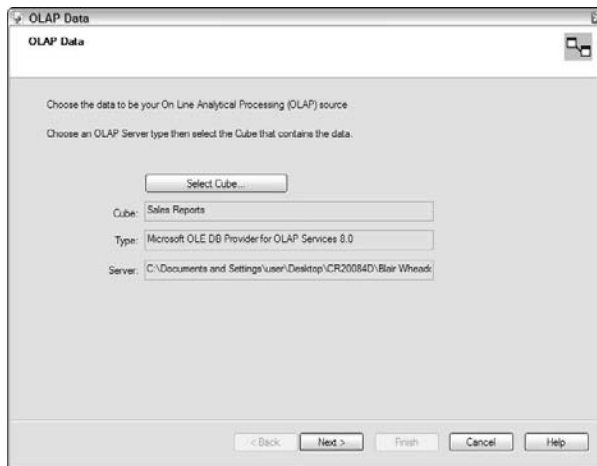 OLAP Data
OLAP Data
Choose the data to be your On Line Analytical Processing (OLAP) source
Choose an OLAP Server type then select the Cube that contains the data.
Select Cube...
Cube: Sales Reports
Type: Microsoft OLE DB Provider for OLAP Services 8.0
Server: C:\Documents and Settings\user\Desktop\CR20084D\Blair
< Back Next > Finish Cancel Help